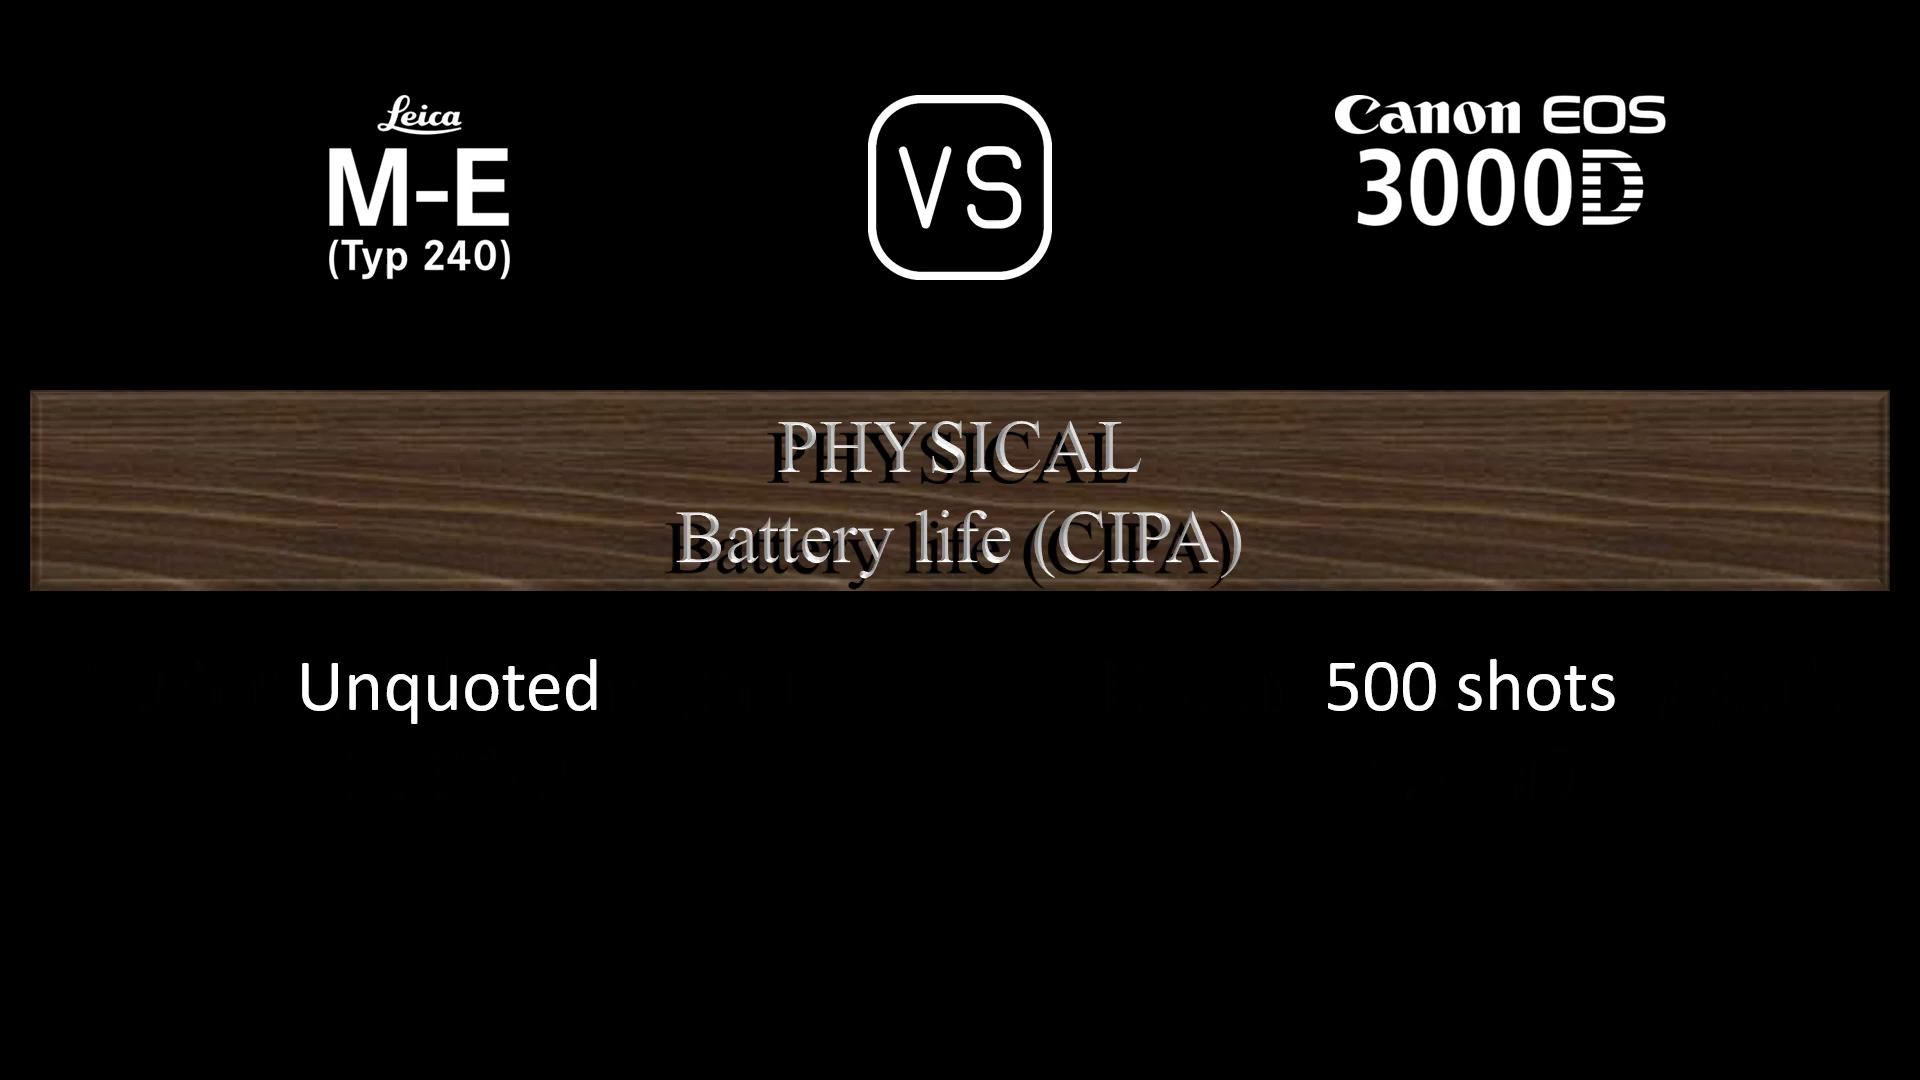 Leica
M-E
(Typ 240)
VS
Canon EOS
3000D
PHYSICAL
Battery life (CIPA)
Unquoted
500 shots